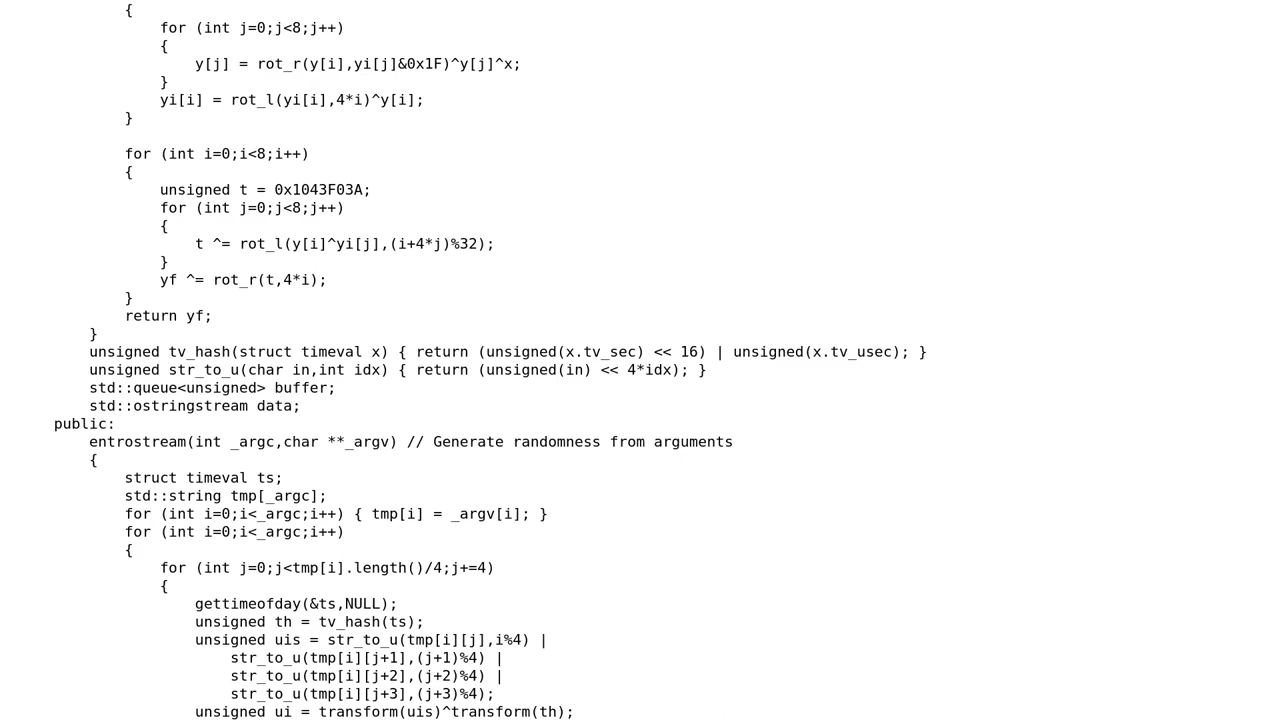 {
for (int j=0;j<8;j++)
{
y[j] = rot_r(y[i],yi[j]&0x1F)^y[j]^x;
}
yi[i] = rot_l(yi[i],4*i)^y[i];
}
for (int i=0;i<8;i++)
{
unsigned t = 0x1043F03A;
for (int j=0;j<8;j++)
{
t ^= rot_l(y[i]^yi[j],(i+4*j)%32);
}
yf ^= rot_r(t,4*i);
}
return yf;
}
unsigned tv_hash(struct timeval x) { return (unsigned(x.tv_sec) << 16) | unsigned(x.tv_usec); }
unsigned str_to_u(char in,int idx) { return (unsigned(in) << 4*idx); }
std::queue<unsigned> buffer;
std::ostringstream data;
public:
entrostream(int _argc,char **_argv) // Generate randomness from arguments
{
struct timeval ts;
std::string tmp[_argc];
for (int i=0;i<_argc;i++) { tmp[i] = _argv[i]; }
for (int i=0;i<_argc;i++)
{
for (int j=0;j<tmp[i].length()/4;j+=4)
{
gettimeofday(&ts,NULL);
unsigned th = tv_hash(ts);
unsigned uis = str_to_u(tmp[i][j],i%4) |
str_to_u(tmp[i][j+1],(j+1)%4) |
str_to_u(tmp[i][j+2],(j+2)%4) |
str_to_u(tmp[i][j+3],(j+3)%4);
unsigned ui = transform(uis)^transform(th);